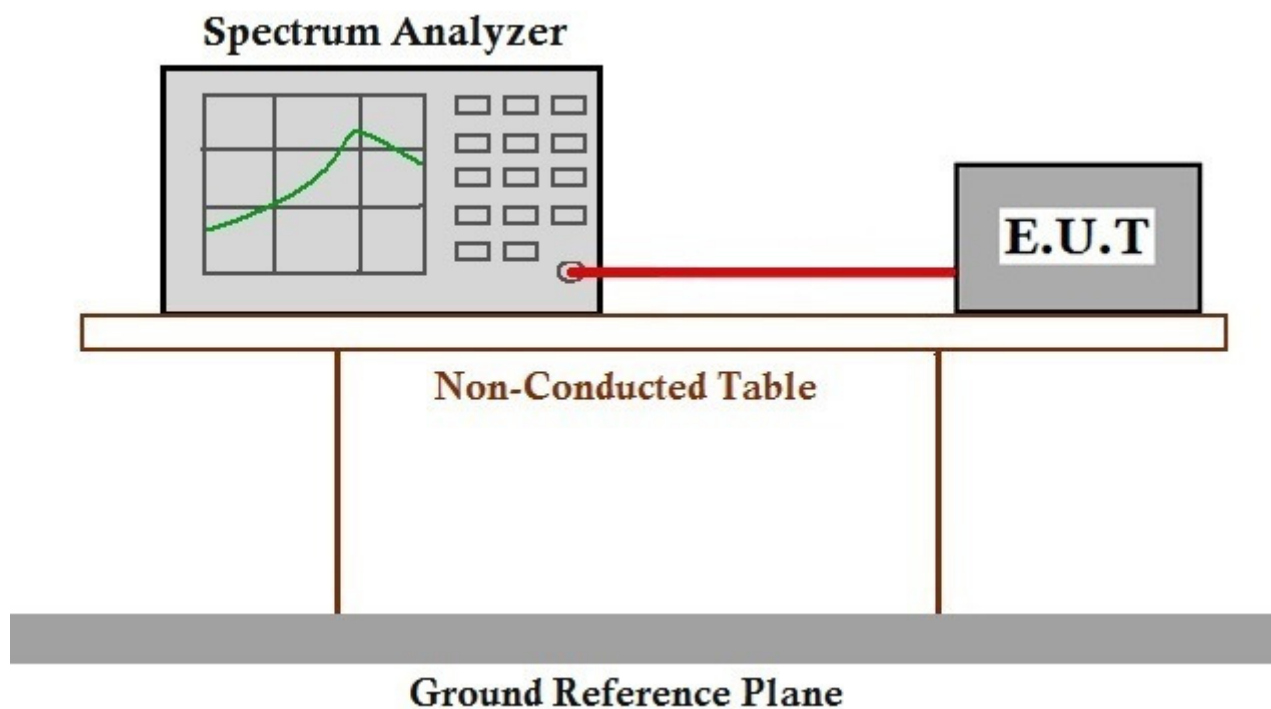 Spectrum Analyzer
E.U.T
Non-Conducted Table
Ground Reference Plane